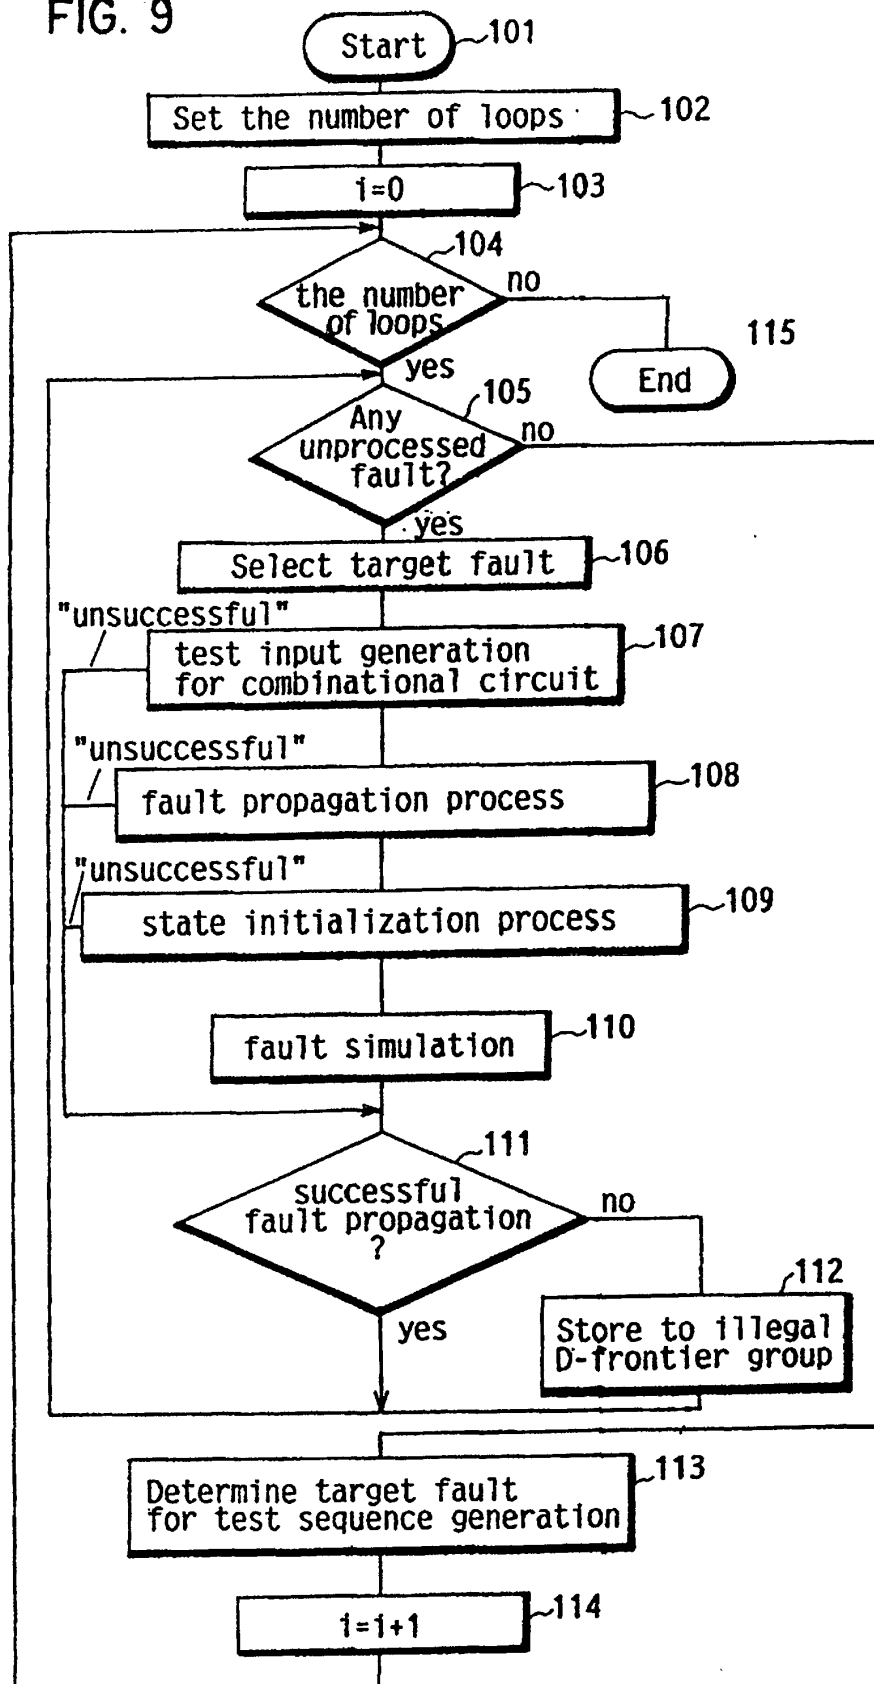 FIG. 9
Start
101
Set the number of loops
102
i=0
103
104
the number
of loops
no
115
End
yes
105
Any
unprocessed
fault?
no
yes
Select target fault
106
"unsuccessful"
test input generation
for combinational circuit
107
"unsuccessful"
fault propagation process
108
"unsuccessful"
state initialization process
109
fault simulation
110
111
successful
fault propagation
?
no
112
yes
Store to illegal
D-frontier group
113
Determine target fault
for test sequence generation
i=i+1
114